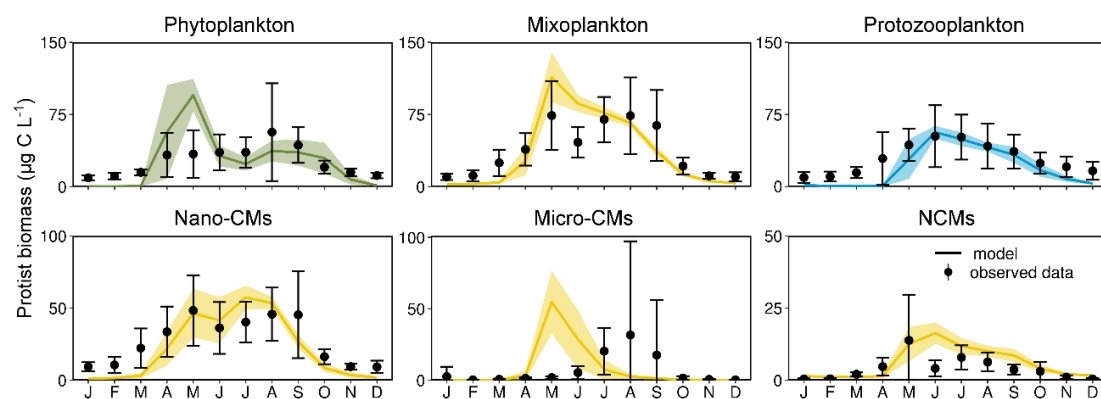 Phytoplankton Mixoplankton Protozooplankton
150 150 150
75 75 75
0 0 0
Protist biomass (µg C L⁻¹)
Nano-CMs Micro-CMs NCMs
100 100 50
model
observed data
50 50 25
0 0 0
J F M A M J J A S O N D J F M A M J J A S O N D J F M A M J J A S O N D